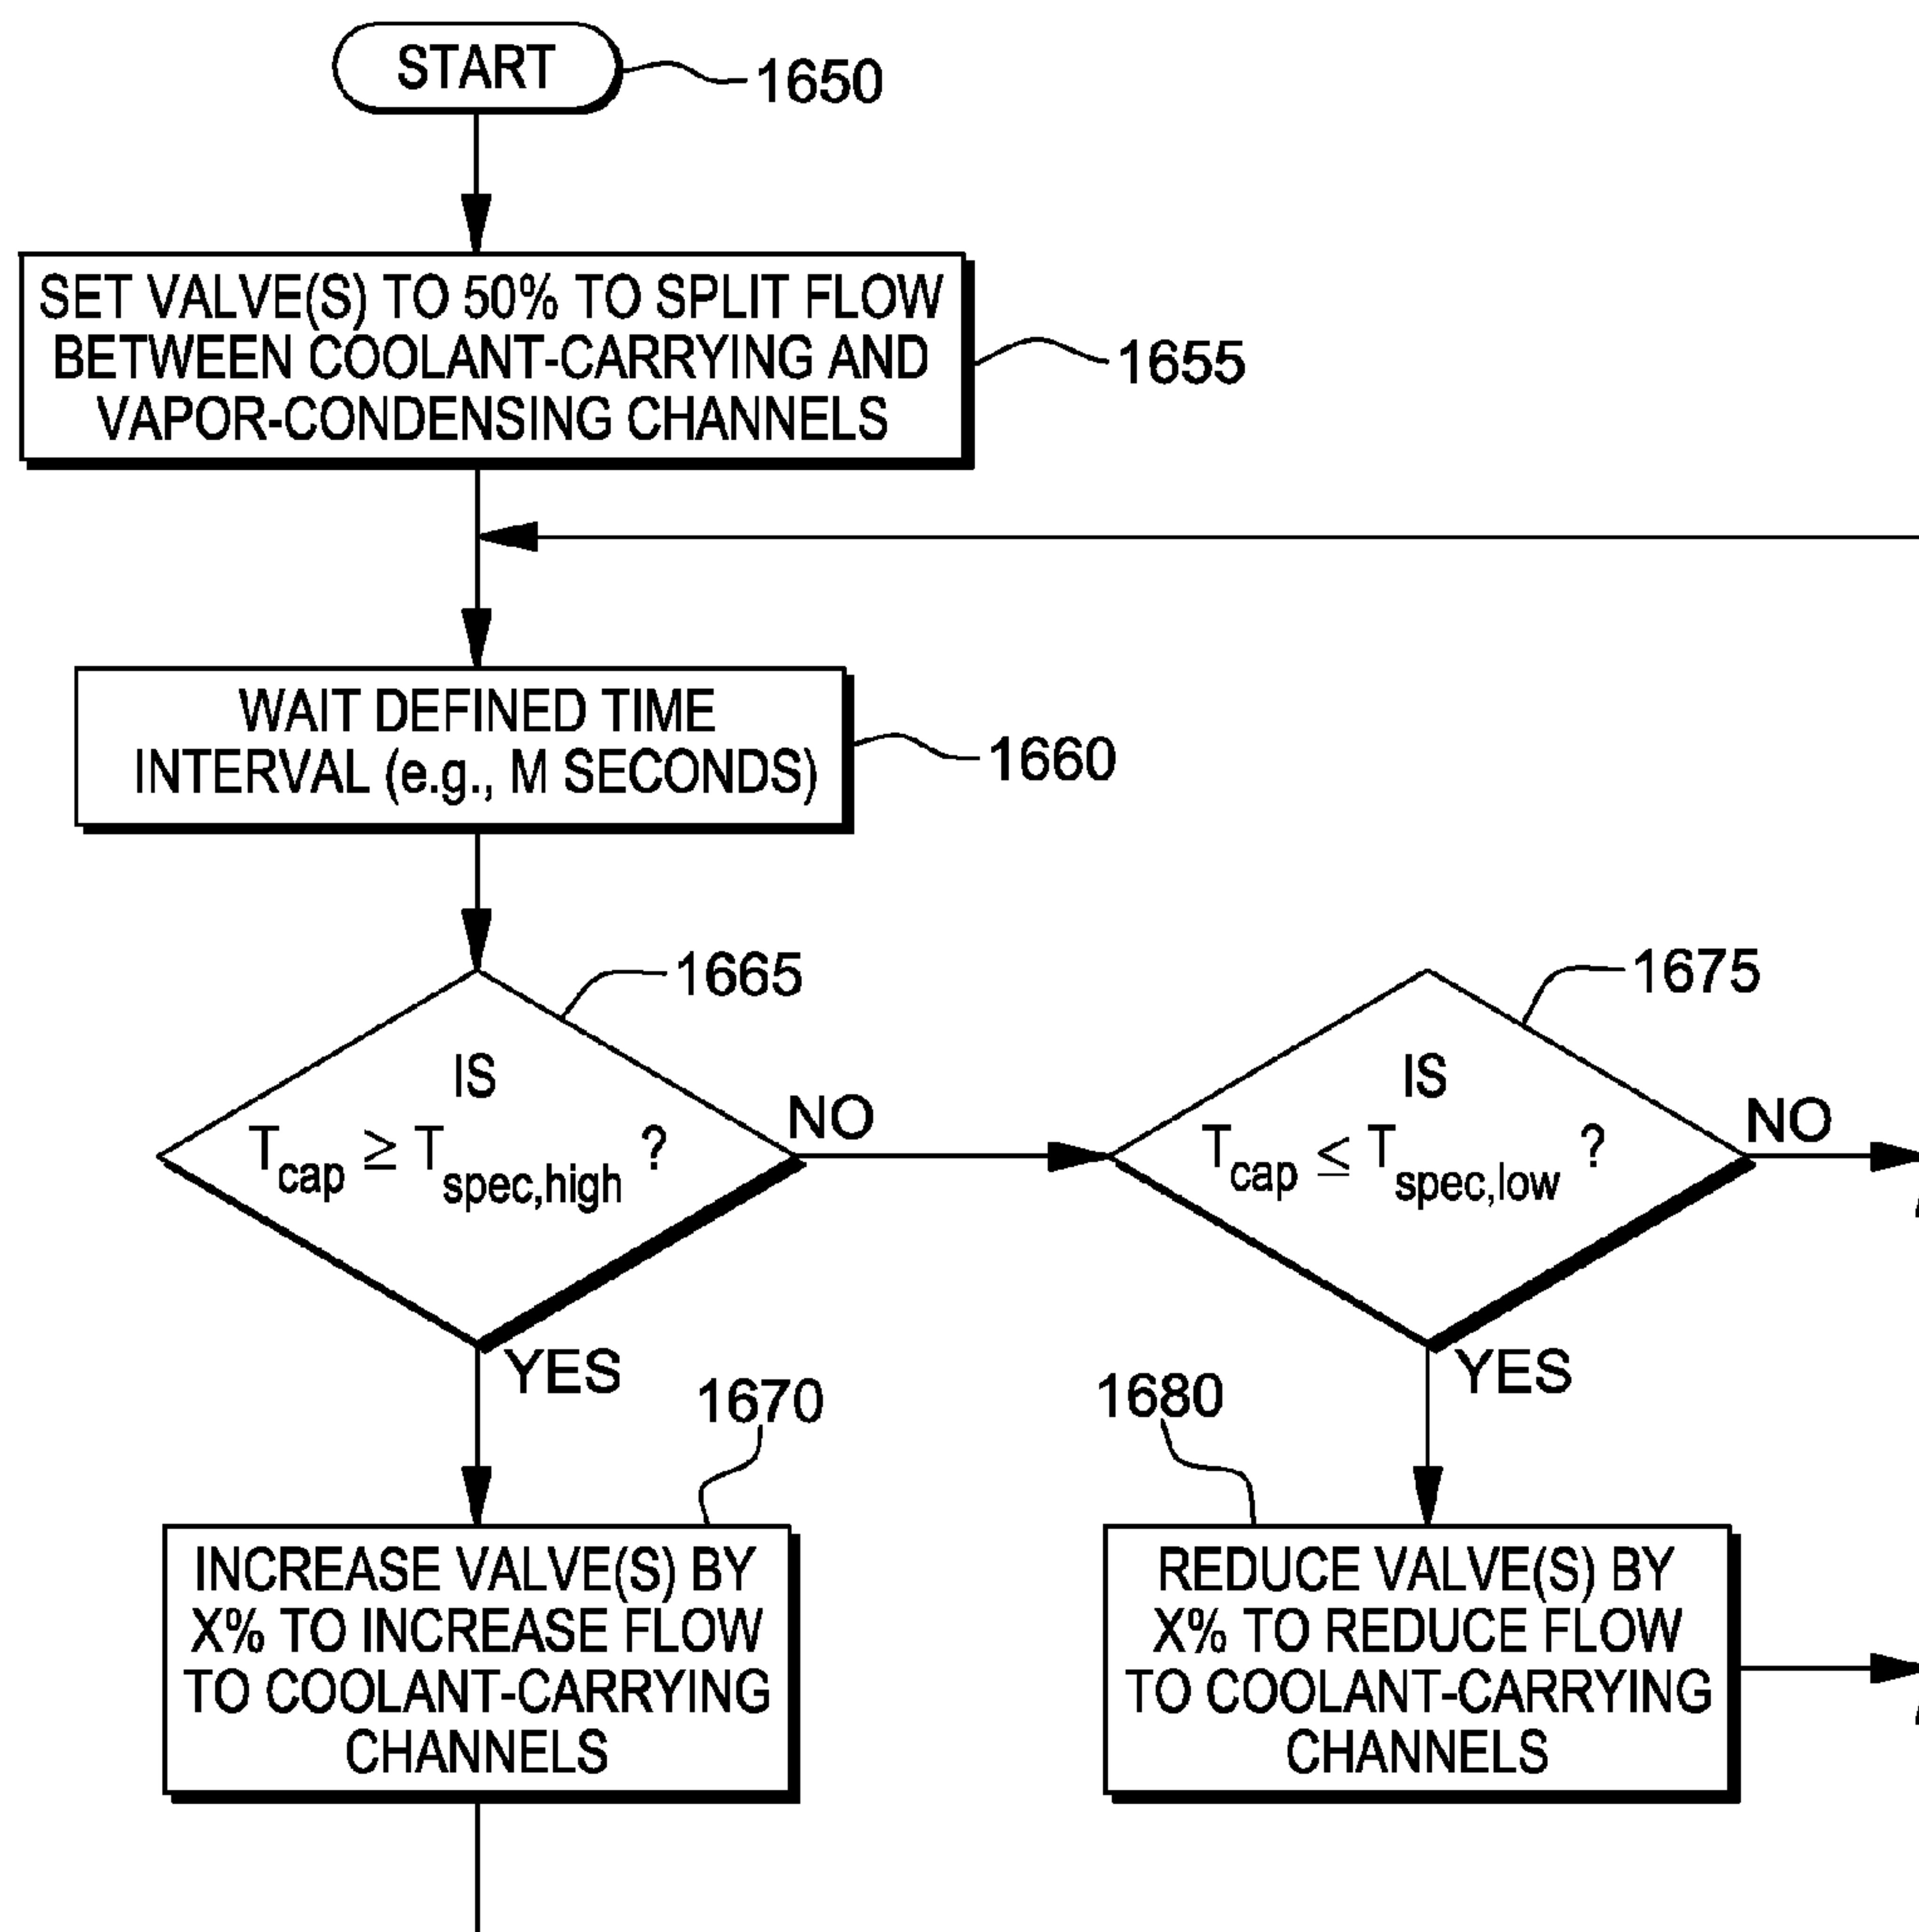 START
1650
SET VALVE(S) TO 50% TO SPLIT FLOW
BETWEEN COOLANT-CARRYING AND
VAPOR-CONDENSING CHANNELS
1655
WAIT DEFINED TIME
INTERVAL (e.g., M SECONDS)
1660
1665
IS
Tcap ≥ Tspec,high ?
NO
YES
1675
IS
Tcap ≤ Tspec,low ?
NO
YES
1670
INCREASE VALVE(S) BY
X% TO INCREASE FLOW
TO COOLANT-CARRYING
CHANNELS
1680
REDUCE VALVE(S) BY
X% TO REDUCE FLOW
TO COOLANT-CARRYING
CHANNELS